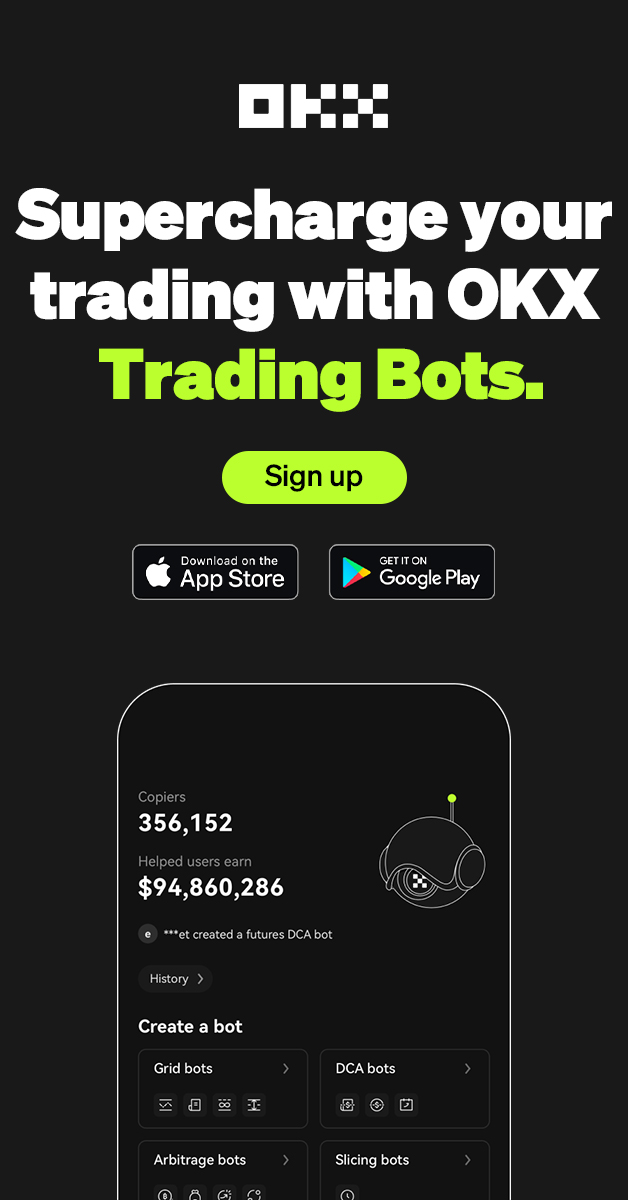 OKX
Supercharge your
trading with OKX
Trading Bots.
Sign up
Download on the
App Store
GET IT ON
Google Play
Copiers
356,152
Helped users earn
$94,860,286
e ***et created a futures DCA bot
History
Create a bot
Grid bots
DCA bots
Arbitrage bots
Slicing bots